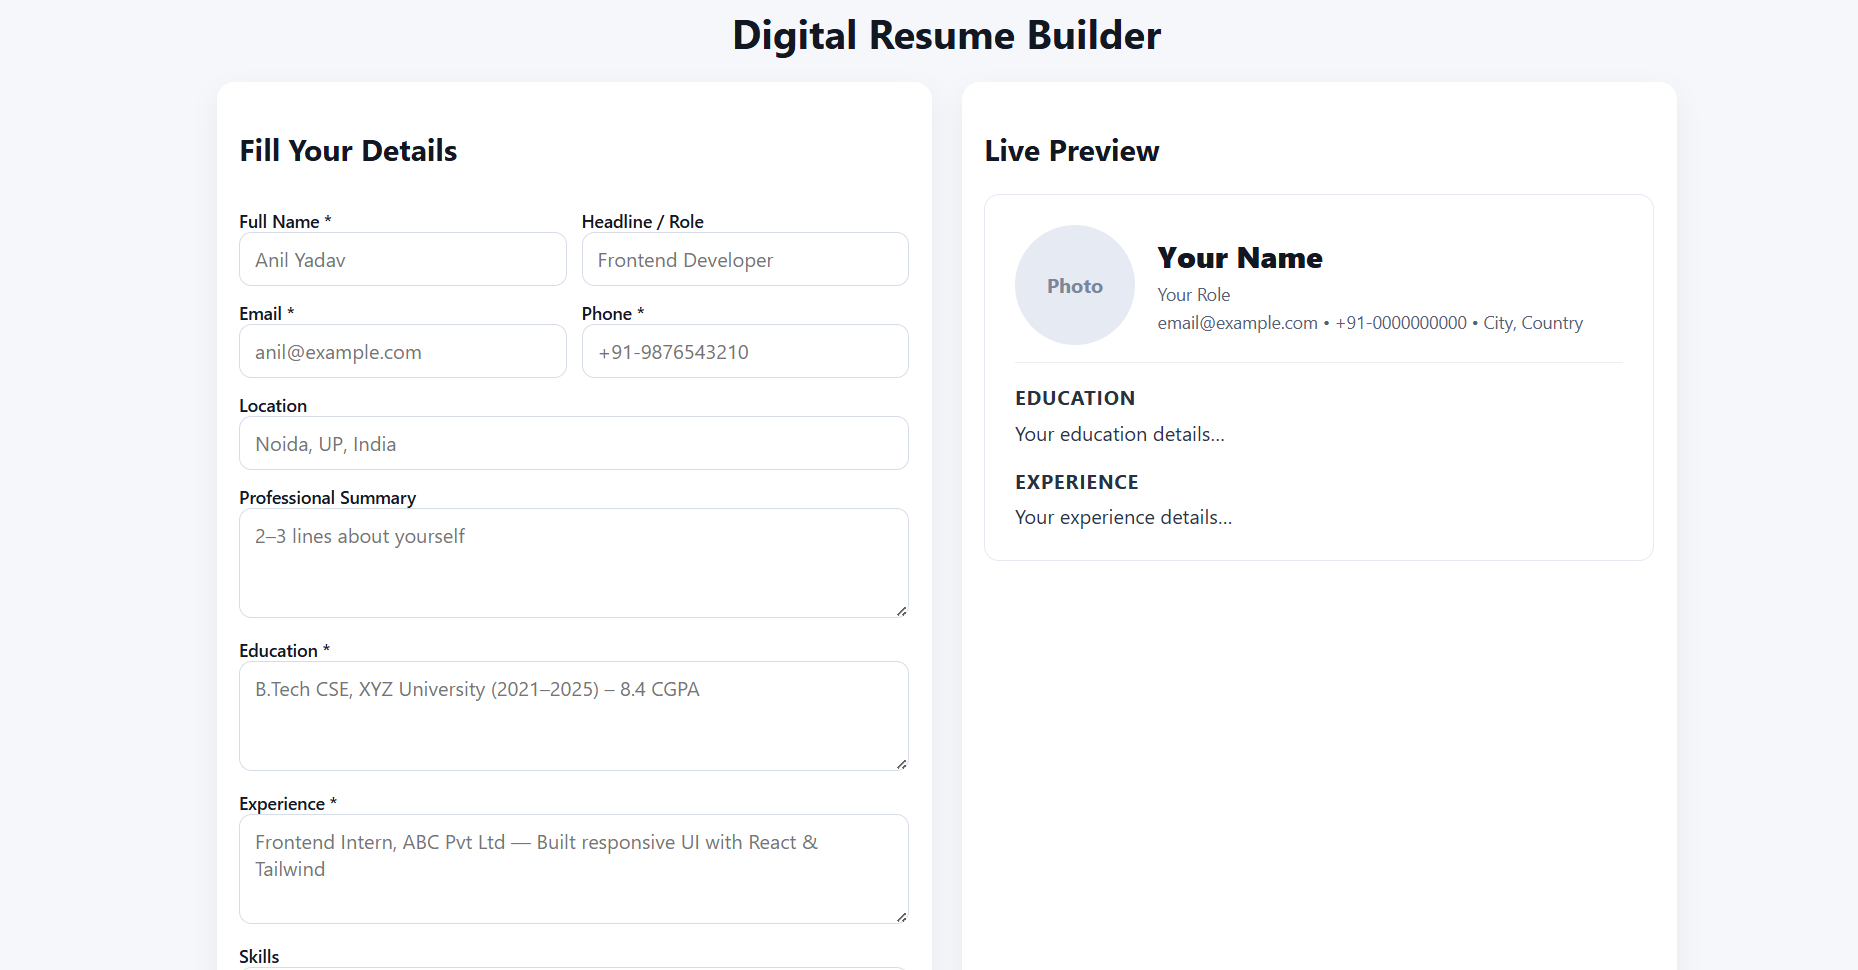 Digital Resume Builder
Fill Your Details
Full Name *
Headline / Role
Anil Yadav
Frontend Developer
Email *
Phone *
anil@example.com
+91-9876543210
Location
Noida, UP, India
Professional Summary
2–3 lines about yourself
Education *
B.Tech CSE, XYZ University (2021–2025) – 8.4 CGPA
Experience *
Frontend Intern, ABC Pvt Ltd — Built responsive UI with React &
Tailwind
Skills
Live Preview
Photo
Your Name
Your Role
email@example.com • +91-0000000000 • City, Country
EDUCATION
Your education details...
EXPERIENCE
Your experience details...